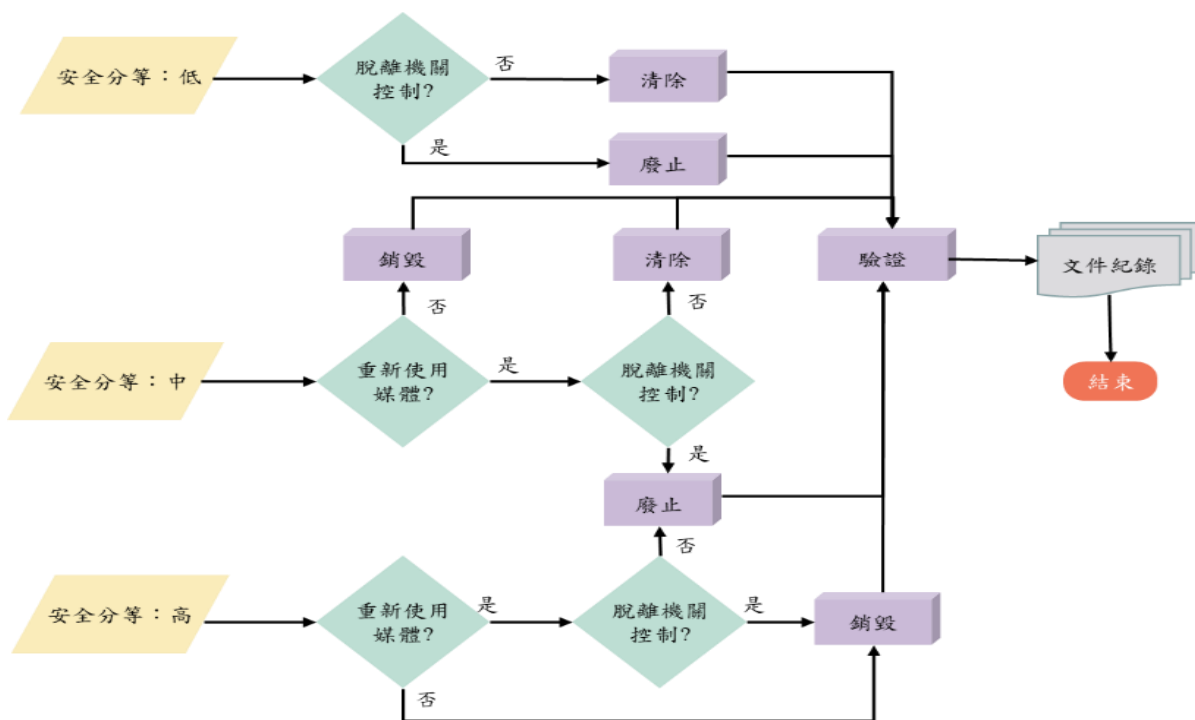 安全分等：低
脫離機關
控制?
否
清除
是
廢止
銷毀
清除
驗證
文件紀錄
否
否
安全分等：中
重新使用
媒體?
是
脫離機關
控制?
結束
是
廢止
否
安全分等：高
重新使用
媒體?
是
脫離機關
控制?
是
銷毀
否